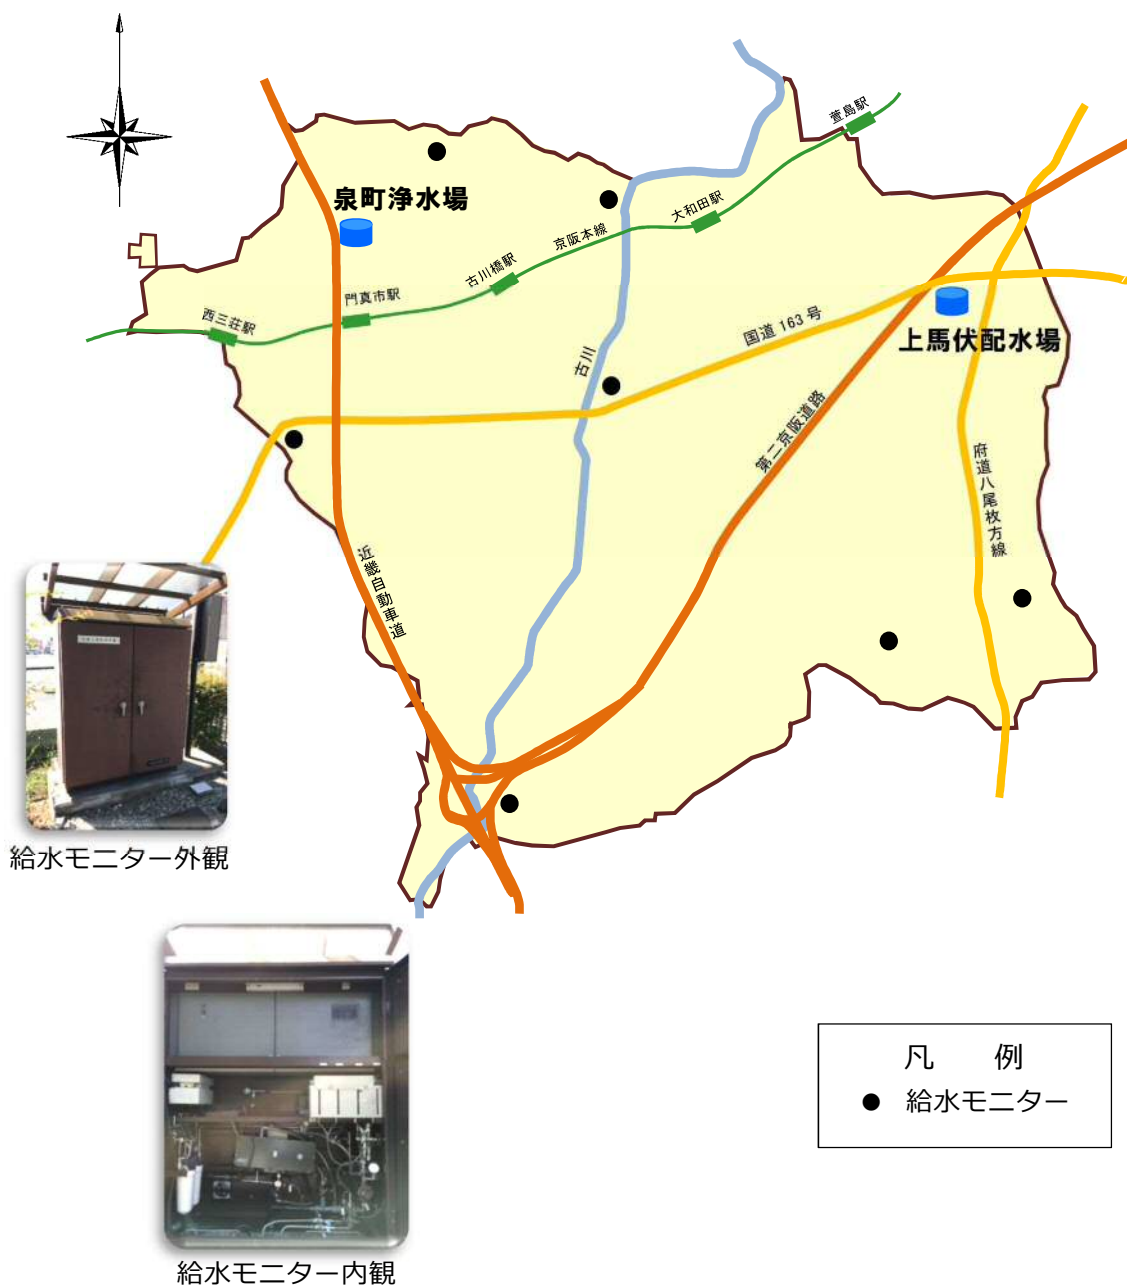 萱島駅
泉町浄水場
大和田駅
京阪本線
古川橋駅
門真市駅
西三荘駅
国道 163 号
上馬伏配水場
古川
第二京阪道路
府道八尾枚方線
近畿自動車道
給水モニター外観
凡　例
● 給水モニター
給水モニター内観